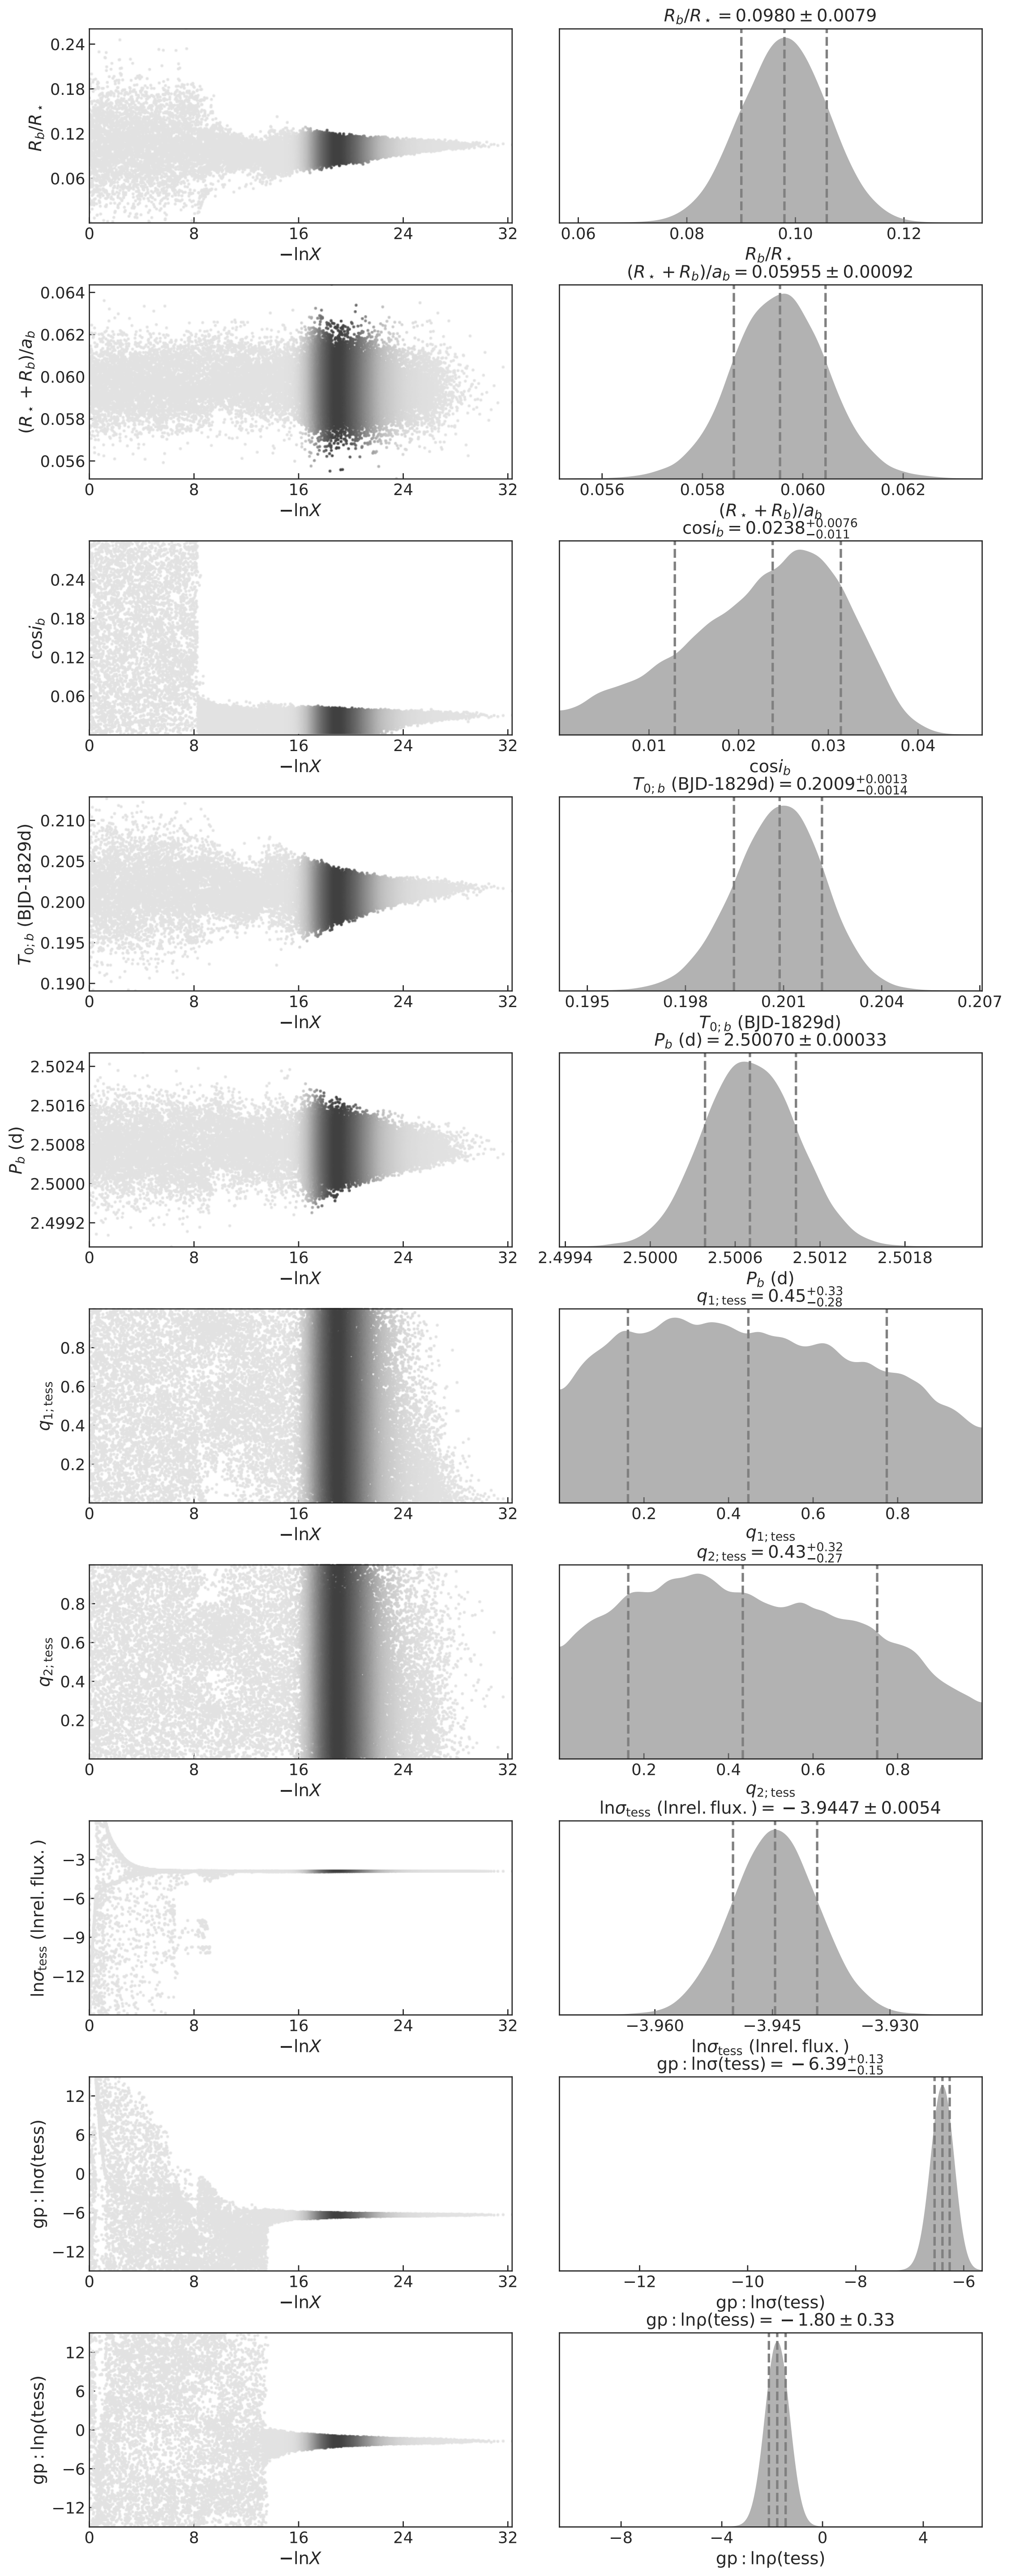 R_b/R⋆ = 0.0980 ± 0.0079
0.24
0.18
0.12
0.06
R_b/R⋆
0 8 16 24 32
−lnX
0.06 0.08 0.10 0.12
R_b/R⋆
(R⋆ + R_b)/a_b = 0.05955 ± 0.00092
0.064
0.062
0.060
0.058
0.056
(R⋆ + R_b)/a_b
0 8 16 24 32
−lnX
0.056 0.058 0.060 0.062
(R⋆ + R_b)/a_b
cosi_b = 0.0238^{+0.0076}_{−0.011}
0.24
0.18
0.12
0.06
cosi_b
0 8 16 24 32
−lnX
0.01 0.02 0.03 0.04
cosi_b
T_{0;b} (BJD-1829d) = 0.2009^{+0.0013}_{−0.0014}
0.210
0.205
0.200
0.195
0.190
T_{0;b} (BJD-1829d)
0 8 16 24 32
−lnX
0.195 0.198 0.201 0.204 0.207
T_{0;b} (BJD-1829d)
P_b (d) = 2.50070 ± 0.00033
2.5024
2.5016
2.5008
2.5000
2.4992
P_b (d)
0 8 16 24 32
−lnX
2.4994 2.5000 2.5006 2.5012 2.5018
P_b (d)
q_{1; tess} = 0.45^{+0.33}_{−0.28}
0.8
0.6
0.4
0.2
q_{1; tess}
0 8 16 24 32
−lnX
0.2 0.4 0.6 0.8
q_{1; tess}
q_{2; tess} = 0.43^{+0.32}_{−0.27}
0.8
0.6
0.4
0.2
q_{2; tess}
0 8 16 24 32
−lnX
0.2 0.4 0.6 0.8
q_{2; tess}
lnσ_tess (lnrel. flux.) = −3.9447 ± 0.0054
−3
−6
−9
−12
lnσ_tess (lnrel. flux.)
0 8 16 24 32
−lnX
−3.960 −3.945 −3.930
lnσ_tess (lnrel. flux.)
gp: lnσ(tess) = −6.39^{+0.13}_{−0.15}
12
6
0
−6
−12
gp: lnσ(tess)
0 8 16 24 32
−lnX
−12 −10 −8 −6
gp: lnσ(tess)
gp: lnρ(tess) = −1.80 ± 0.33
12
6
0
−6
−12
gp: lnρ(tess)
0 8 16 24 32
−lnX
−8 −4 0 4
gp: lnρ(tess)